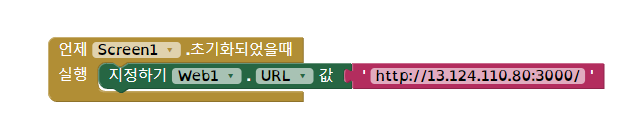 언제 Screen1 .초기화되었을때
실행 지정하기 Web1 . URL 값 ' http://13.124.110.80:3000/ '